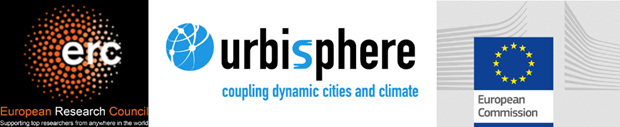 erc
European Research Council
Supporting top researchers from anywhere in the world
urbisphere
coupling dynamic cities and climate
European
Commission